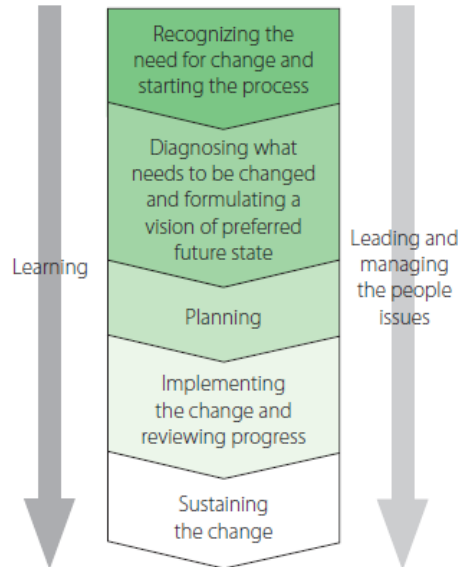 Recognizing the
need for change and
starting the process
Diagnosing what
needs to be changed
and formulating a
vision of preferred
future state
Learning
Leading and
managing
the people
issues
Planning
Implementing
the change and
reviewing progress
Sustaining
the change